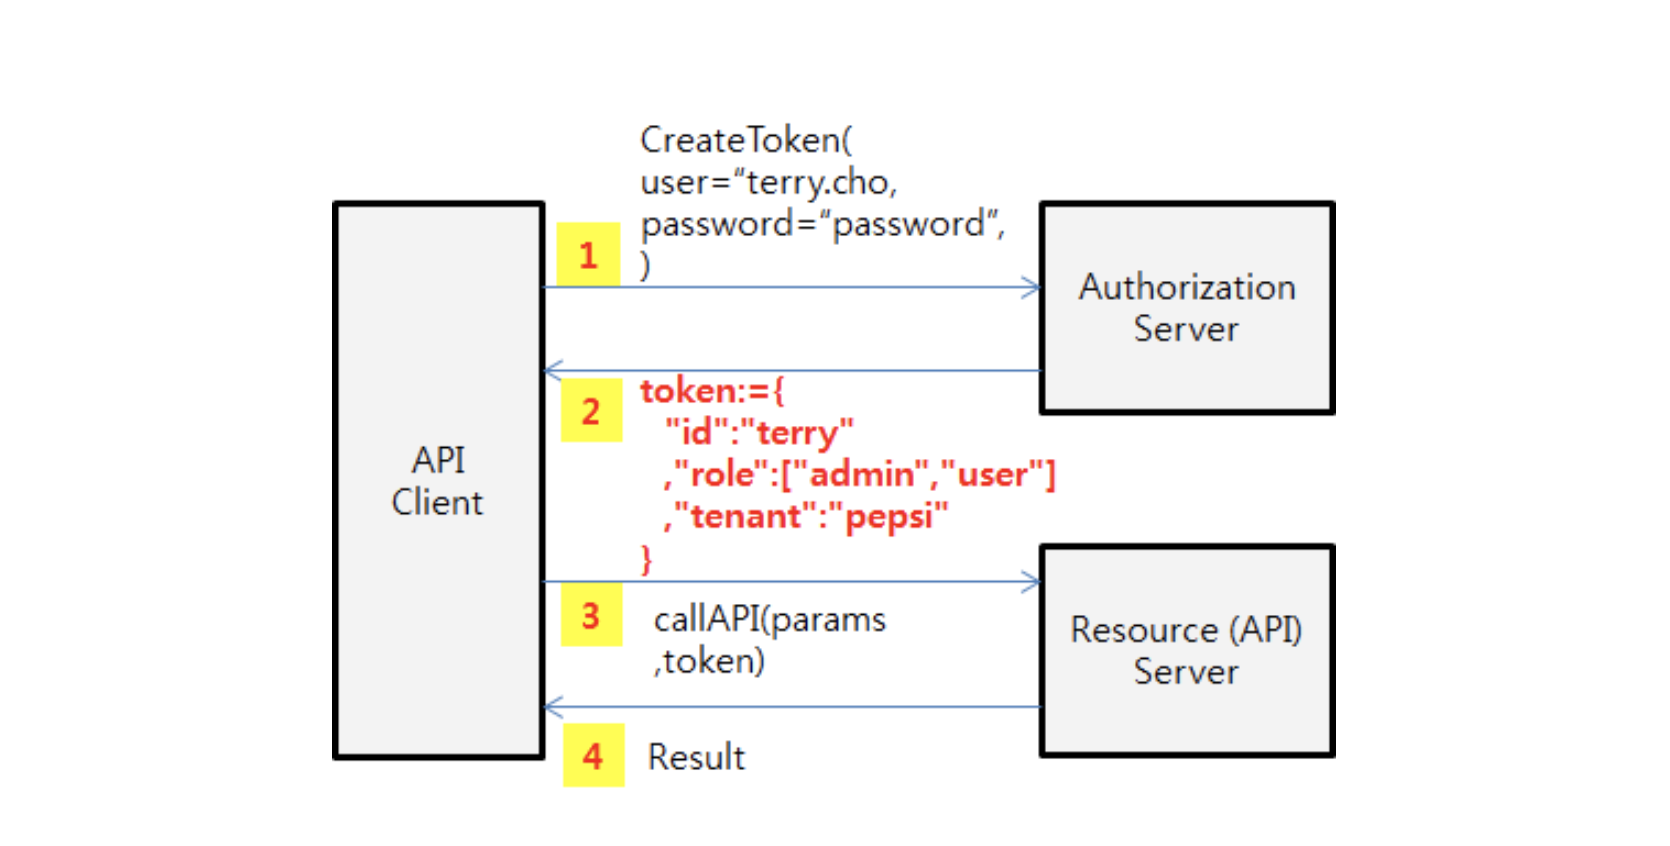 CreateToken(
user=“terry.cho,
password=“password”,
)
1
Authorization
Server
2
token:={
"id":"terry"
,"role":["admin","user"]
,"tenant":"pepsi"
}
API
Client
3
callAPI(params
,token)
Resource (API)
Server
4
Result